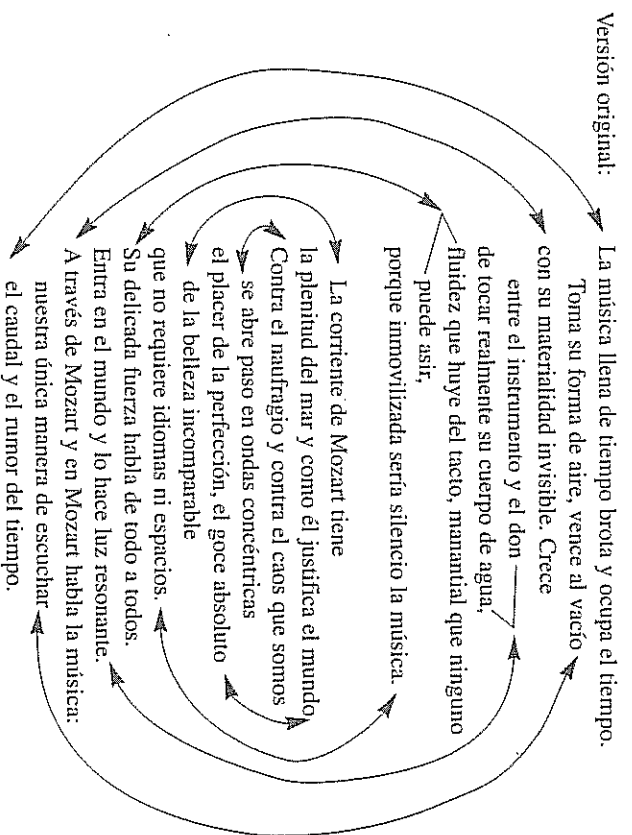 Versión original:
La música llena de tiempo brota y ocupa el tiempo.
Toma su forma de aire, vence al vacío
con su materialidad invisible. Crece
entre el instrumento y el don
de tocar realmente su cuerpo de agua,
fluidez que huye del tacto, manantial que ninguno
puede asir,
porque inmovilizada sería silencio la música.
La corriente de Mozart tiene
la plenitud del mar y como él justifica el mundo.
Contra el naufragio y contra el caos que somos
se abre paso en ondas concéntricas
el placer de la perfección, el goce absoluto
de la belleza incomparable
que no requiere idiomas ni espacios.
Su delicada fuerza habla de todo a todos.
Entra en el mundo y lo hace luz resonante.
A través de Mozart y en Mozart habla la música:
nuestra única manera de escuchar
el caudal y el rumor del tiempo.